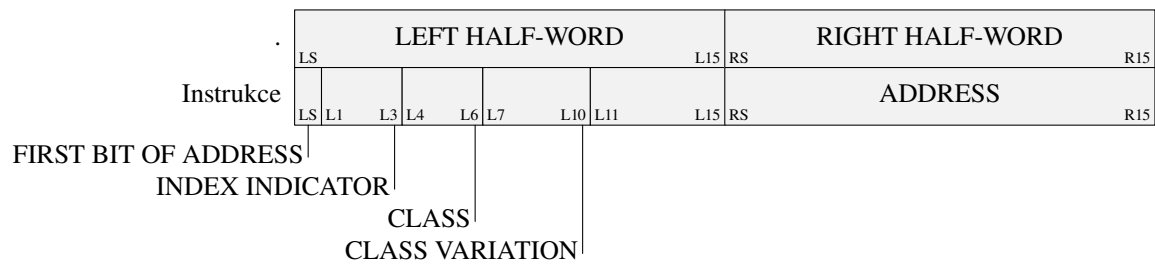 . LEFT HALF-WORD RIGHT HALF-WORD
LS L15 RS R15
Instrukce ADDRESS
LS L1 L3 L4 L6 L7 L10 L11 L15 RS R15
FIRST BIT OF ADDRESS
INDEX INDICATOR
CLASS
CLASS VARIATION